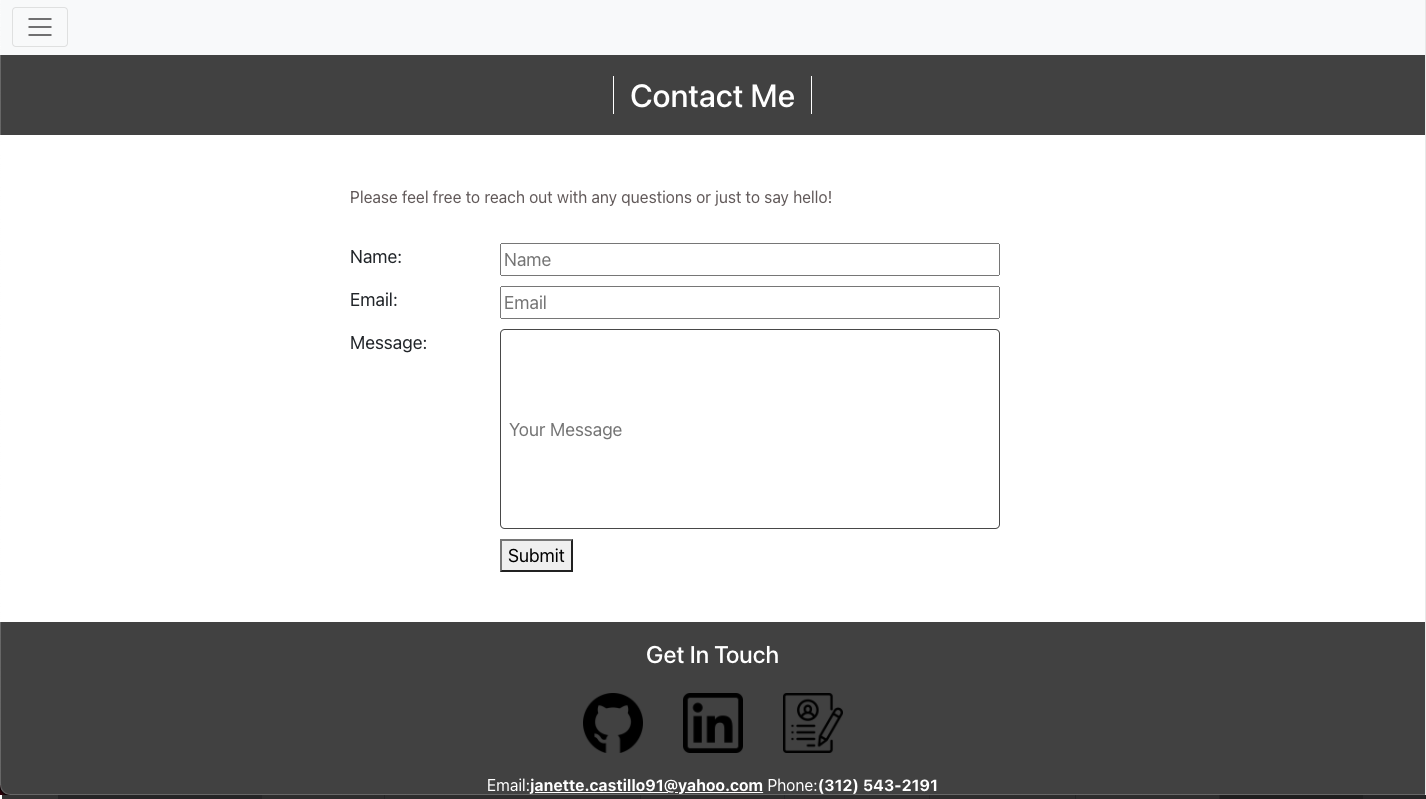 Contact Me
Please feel free to reach out with any questions or just to say hello!
Name:
Name
Email:
Email
Message:
Your Message
Submit
Get In Touch
in
Email:janette.castillo91@yahoo.com Phone:(312) 543-2191